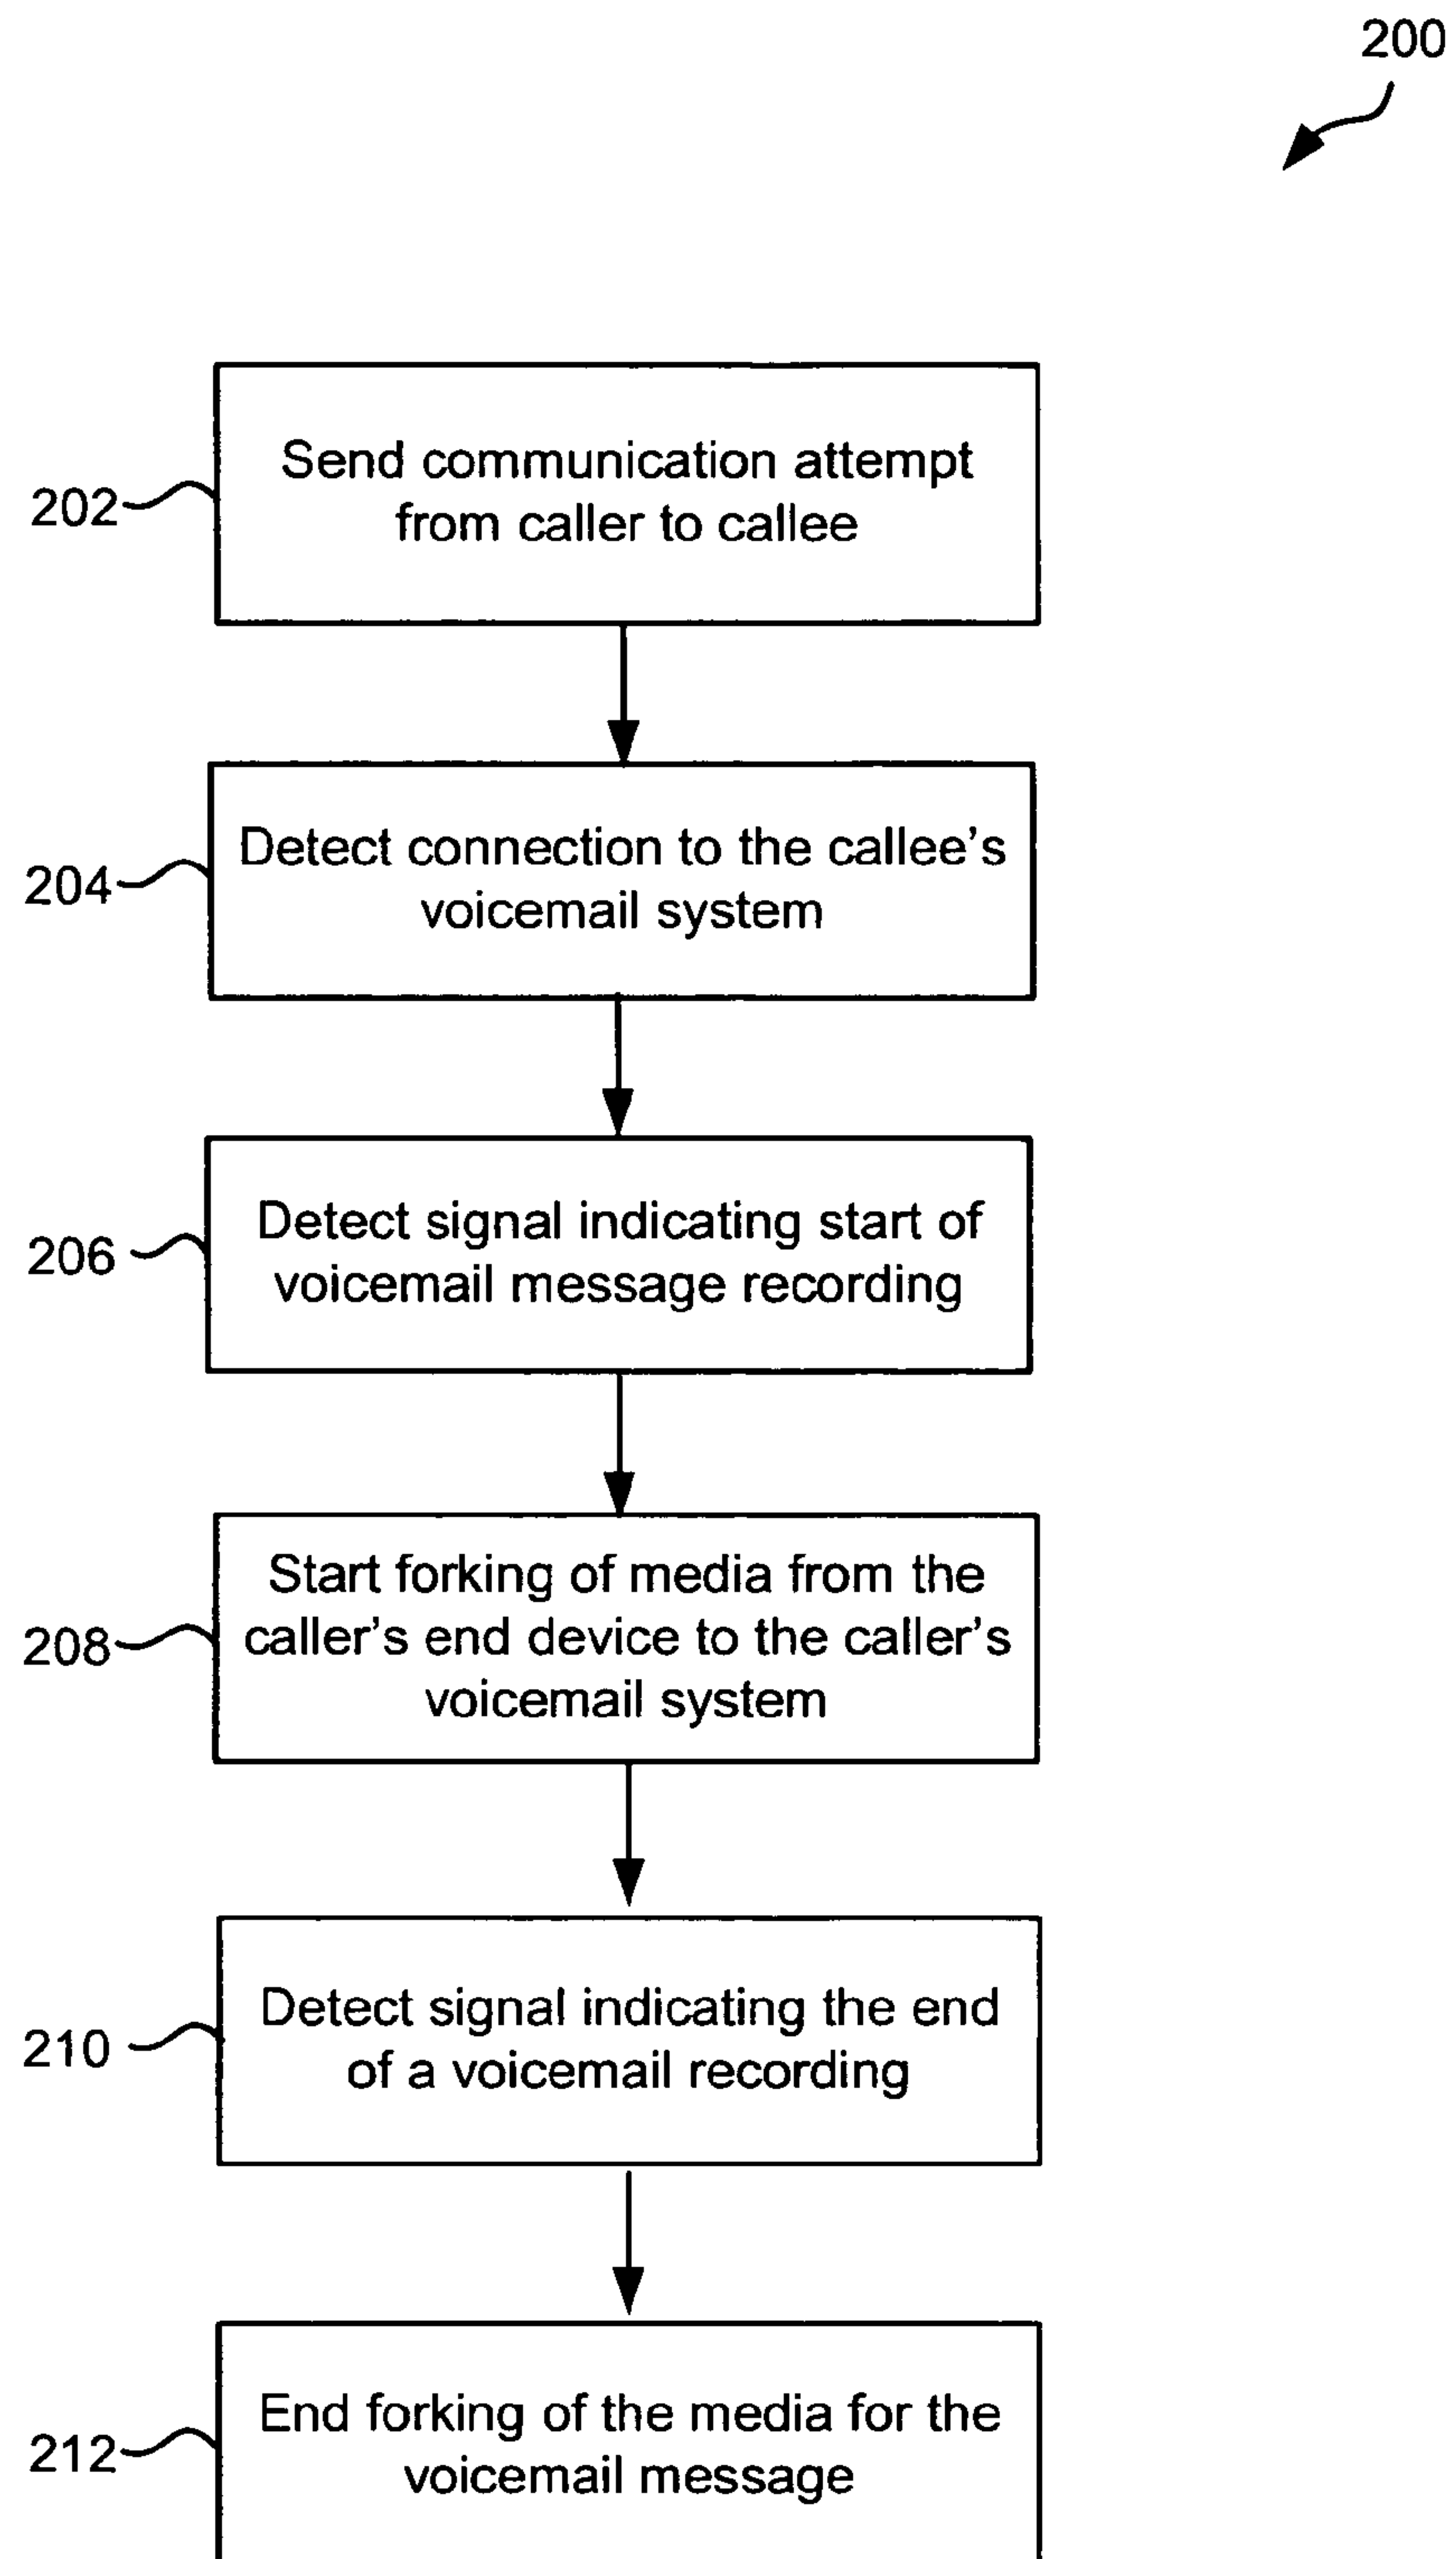 200
202
Send communication attempt
from caller to callee
204
Detect connection to the callee's
voicemail system
206
Detect signal indicating start of
voicemail message recording
208
Start forking of media from the
caller's end device to the caller's
voicemail system
210
Detect signal indicating the end
of a voicemail recording
212
End forking of the media for the
voicemail message